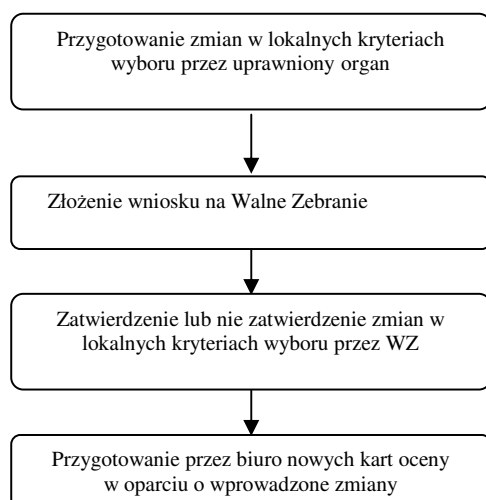 Przygotowanie zmian w lokalnych kryteriach
wyboru przez uprawniony organ
Złożenie wniosku na Walne Zebranie
Zatwierdzenie lub nie zatwierdzenie zmian w
lokalnych kryteriach wyboru przez WZ
Przygotowanie przez biuro nowych kart oceny
w oparciu o wprowadzone zmiany